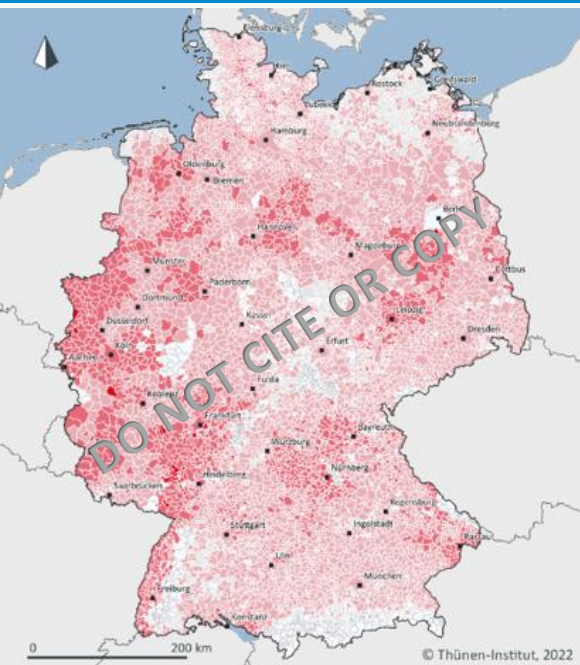 Flensburg
Kiel
Rostock
Greifswald
Lübeck
Neubrandenburg
Hamburg
Oldenburg
Bremen
Berlin
Hannover
Magdeburg
Münster
Cottbus
Paderborn
Dortmund
Leipzig
Düsseldorf
Kassel
Dresden
Köln
Erfurt
Aachen
Fulda
Koblenz
Frankfurt
Bayreuth
Würzburg
Nürnberg
Heidelberg
Saarbrücken
Regensburg
Stuttgart
Ingolstadt
Passau
Ulm
München
Freiburg
Konstanz
DO NOT CITE OR COPY
0 200 km
© Thünen-Institut, 2022